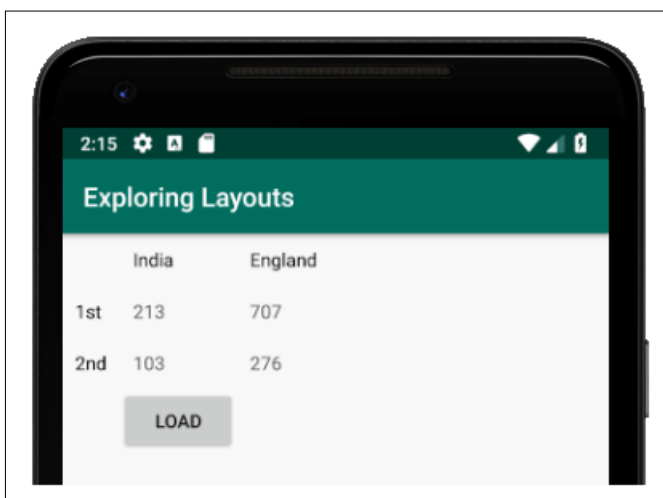 2:15
Exploring Layouts
India England
1st 213 707
2nd 103 276
LOAD